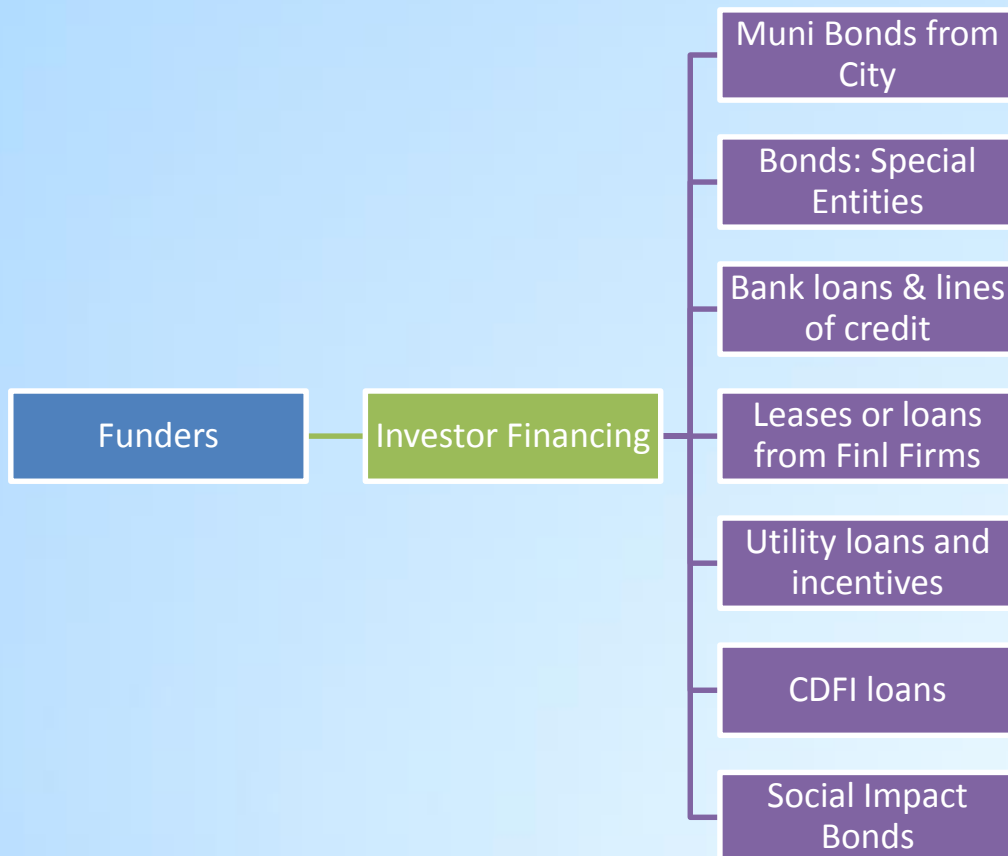 Muni Bonds from
City
Bonds: Special
Entities
Bank loans & lines
of credit
Funders
Investor Financing
Leases or loans
from Finl Firms
Utility loans and
incentives
CDFI loans
Social Impact
Bonds